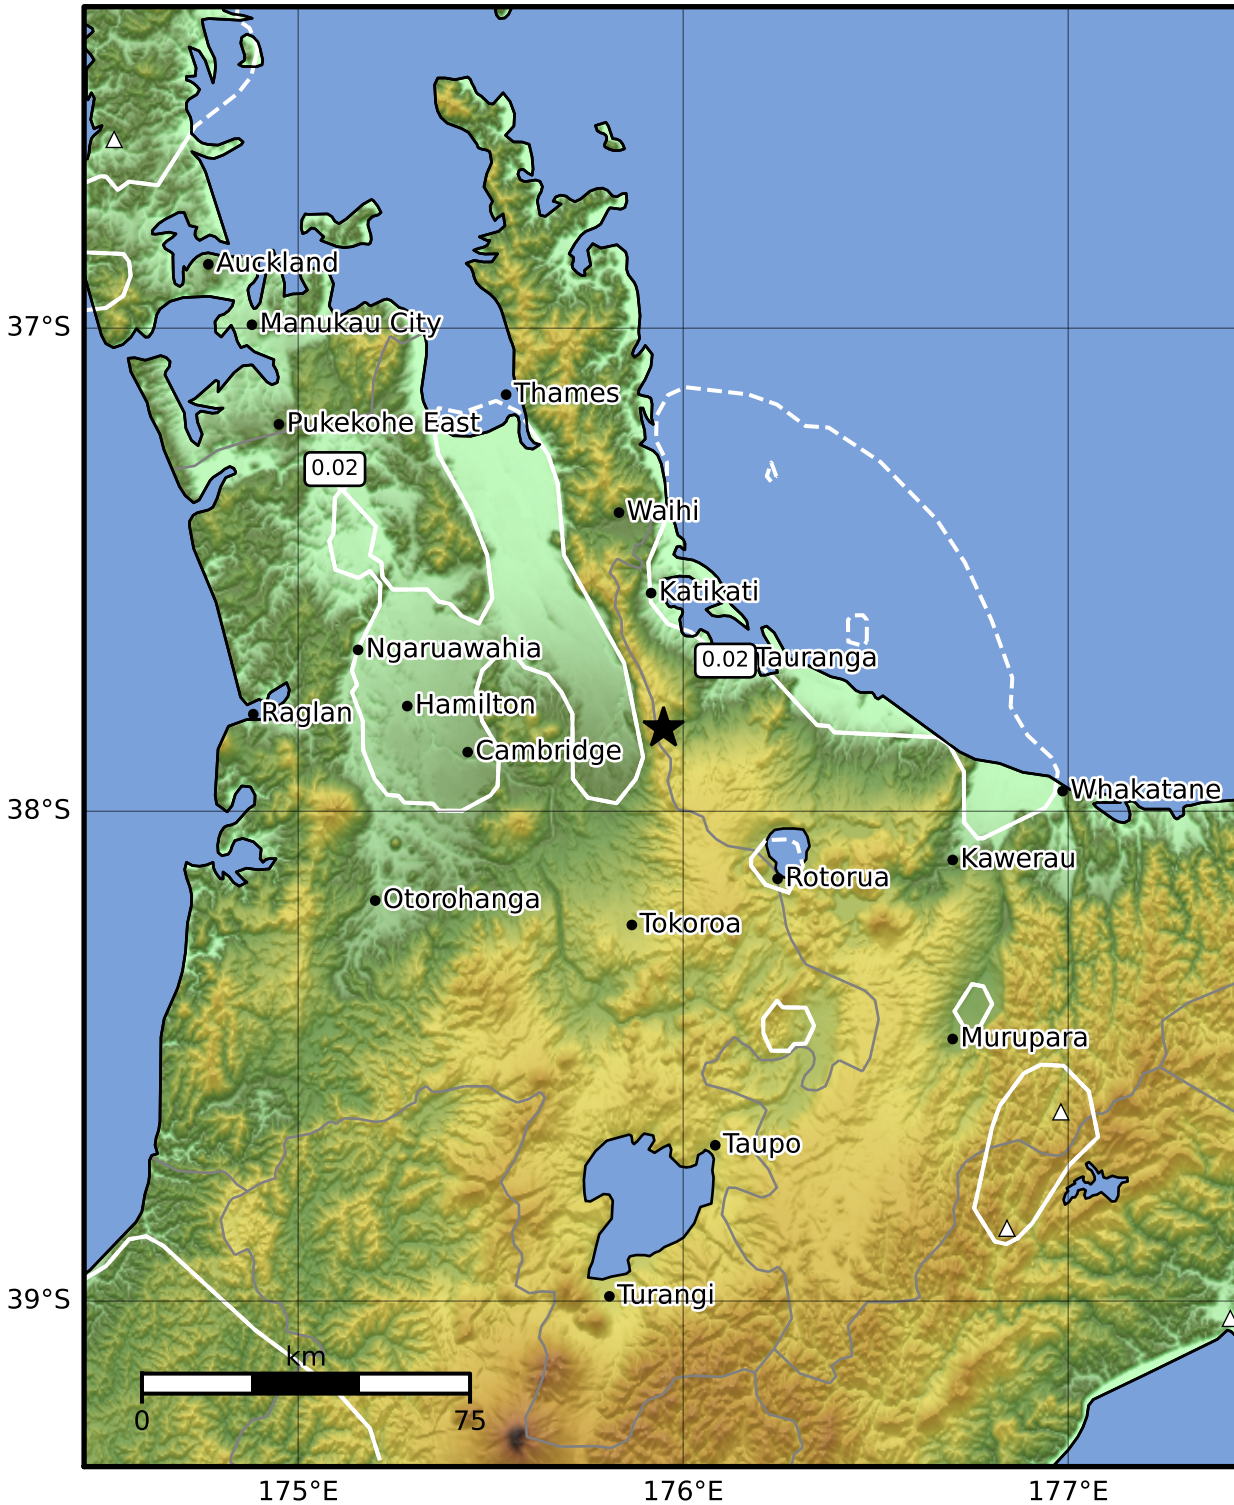 Auckland
37°S
Manukau City
Thames
Pukekohe East
0.02
Waihi
Katikati
Ngaruawahia
0.02
Tauranga
Raglan
Hamilton
Cambridge
Whakatane
38°S
Kawerau
Rotorua
Otorohanga
Tokoroa
Murupara
Taupo
39°S
Turangi
km
0
75
175°E
176°E
177°E